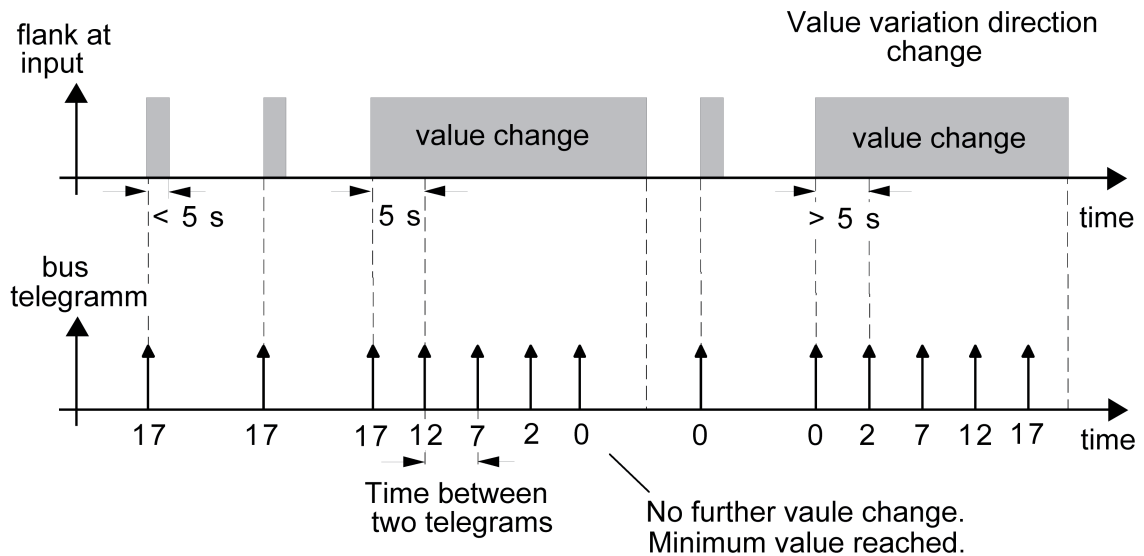 flank at
input
Value variation direction
change
value change
value change
< 5 s
5 s
> 5 s
time
bus
telegramm
17 17 17 12 7 2 0 0 0 2 7 12 17
time
Time between
two telegrams
No further vaule change.
Minimum value reached.